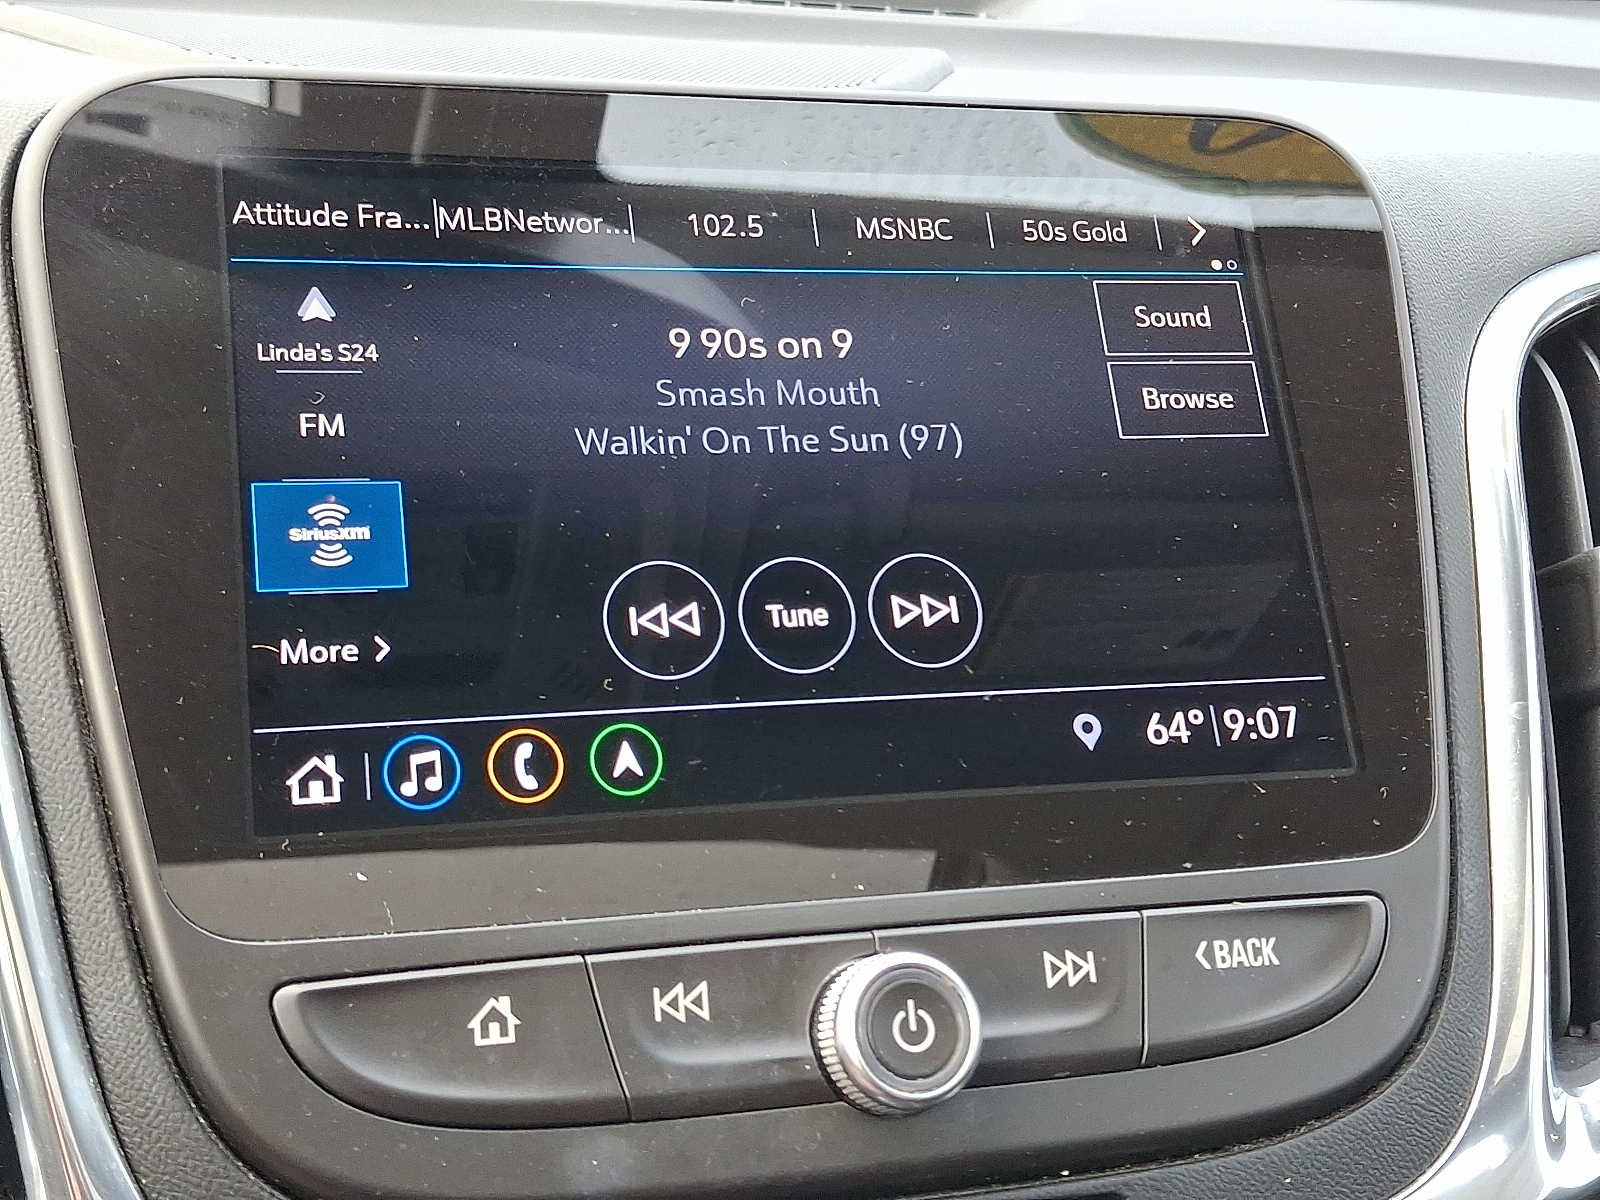 Attitude Fra... MLBNetwor... 102.5 MSNBC 50s Gold
Linda's S24
FM
SiriusXM
More
9 90s on 9
Smash Mouth
Walkin' On The Sun (97)
Sound
Browse
Tune
64° 9:07
BACK